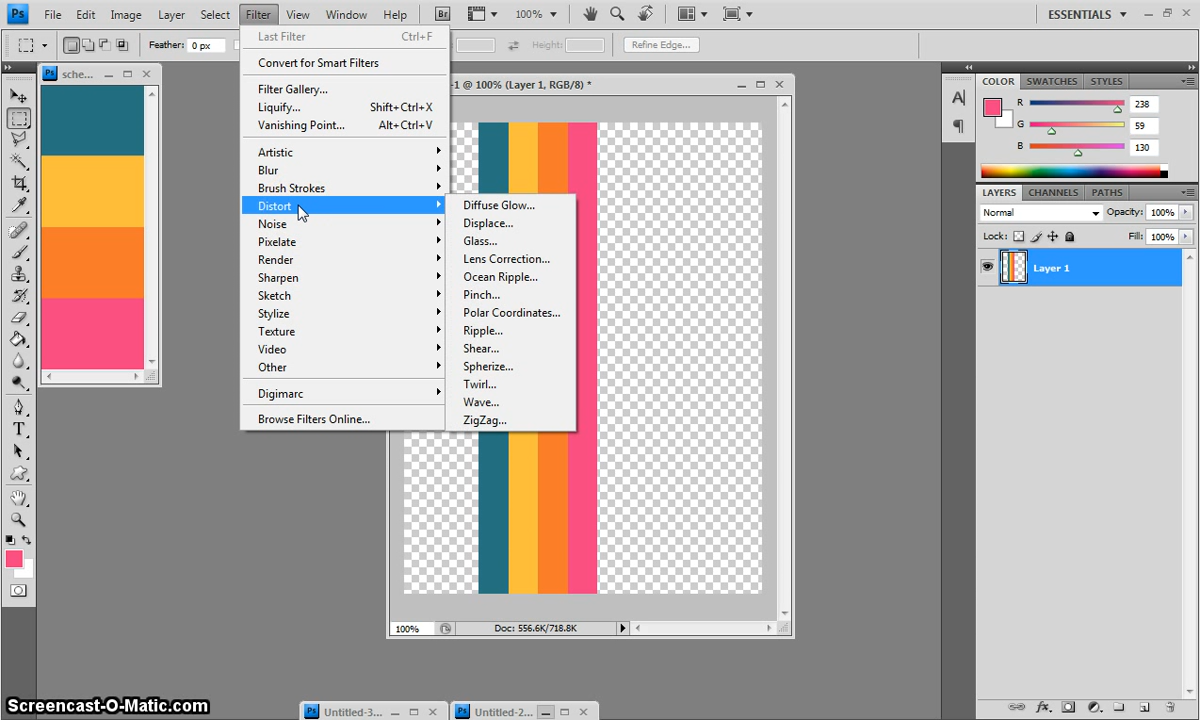 Ps File Edit Image Layer Select Filter View Window Help Br 100% ESSENTIALS
Feather: 0 px Height: Refine Edge...
Ps sche...
-1 @ 100% (Layer 1, RGB/8) *
Last Filter Ctrl+F
Convert for Smart Filters
Filter Gallery...
Liquify... Shift+Ctrl+X
Vanishing Point... Alt+Ctrl+V
Artistic
Blur
Brush Strokes
Distort
Noise
Pixelate
Render
Sharpen
Sketch
Stylize
Texture
Video
Other
Digimarc
Browse Filters Online...
Diffuse Glow...
Displace...
Glass...
Lens Correction...
Ocean Ripple...
Pinch...
Polar Coordinates...
Ripple...
Shear...
Spherize...
Twirl...
Wave...
ZigZag...
COLOR SWATCHES STYLES
R 238
G 59
B 130
LAYERS CHANNELS PATHS
Normal Opacity: 100%
Lock: Fill: 100%
Layer 1
100% Doc: 556.6K/718.8K
Ps Untitled-3... Ps Untitled-2...
Screencast-O-Matic.com